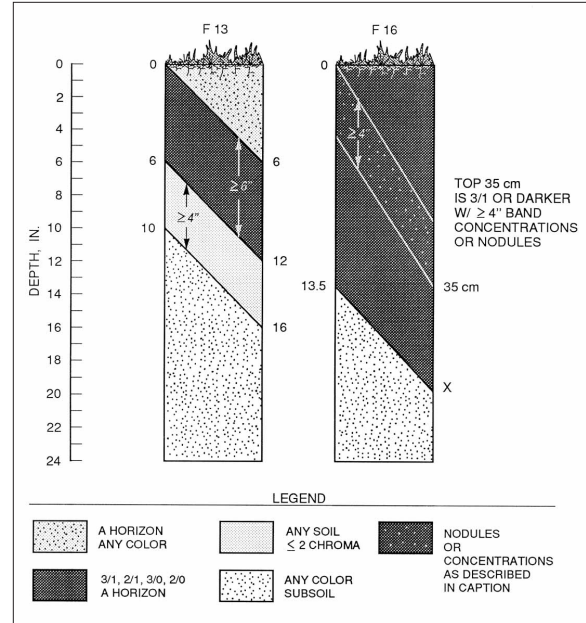 F 13
F 16
DEPTH, IN.
0
2
4
6
8
10
12
14
16
18
20
22
24
0
6
10
6
12
16
≥ 6"
≥ 4"
0
13.5
≥ 4"
35 cm
X
TOP 35 cm
IS 3/1 OR DARKER
W/ ≥ 4" BAND
CONCENTRATIONS
OR NODULES
LEGEND
A HORIZON
ANY COLOR
ANY SOIL
≤ 2 CHROMA
NODULES
OR
CONCENTRATIONS
AS DESCRIBED
IN CAPTION
3/1, 2/1, 3/0, 2/0
A HORIZON
ANY COLOR
SUBSOIL